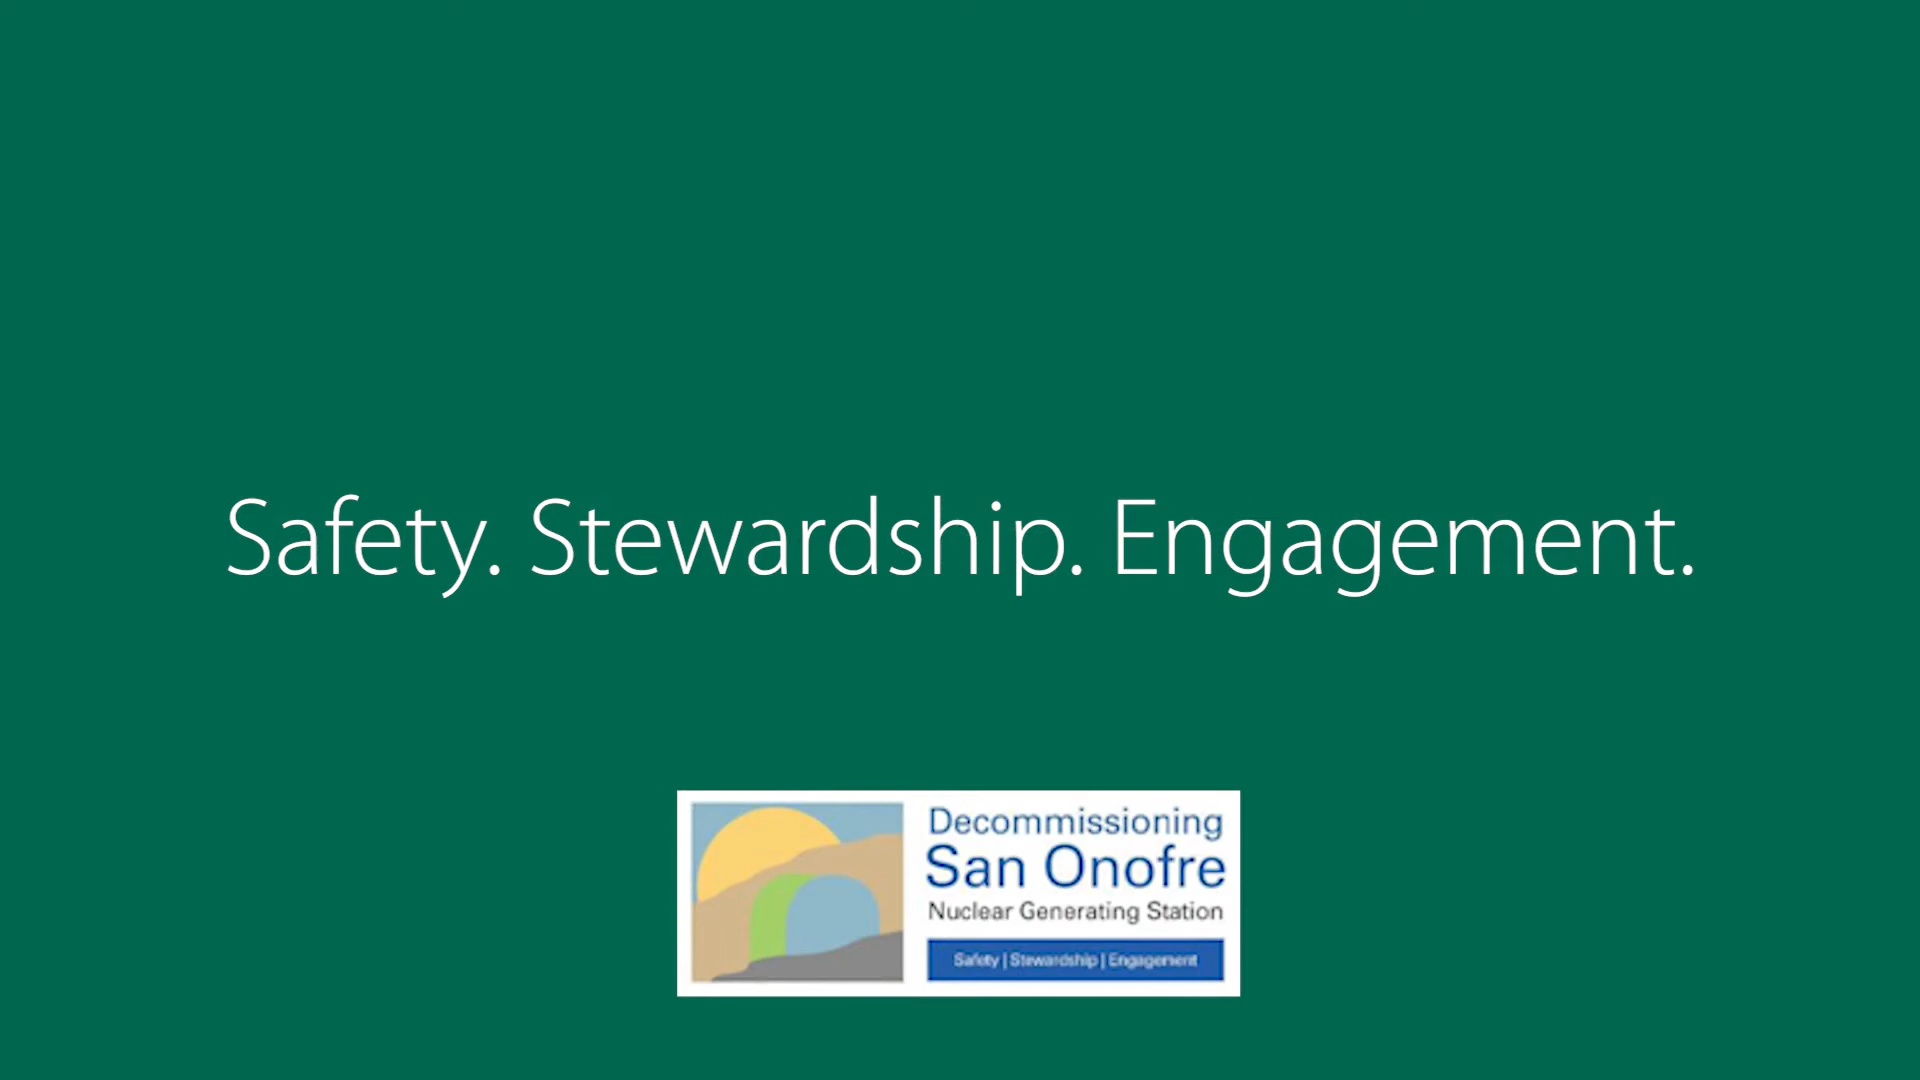 Safety. Stewardship. Engagement.
Decommissioning
San Onofre
Nuclear Generating Station
Safety | Stewardship | Engagement